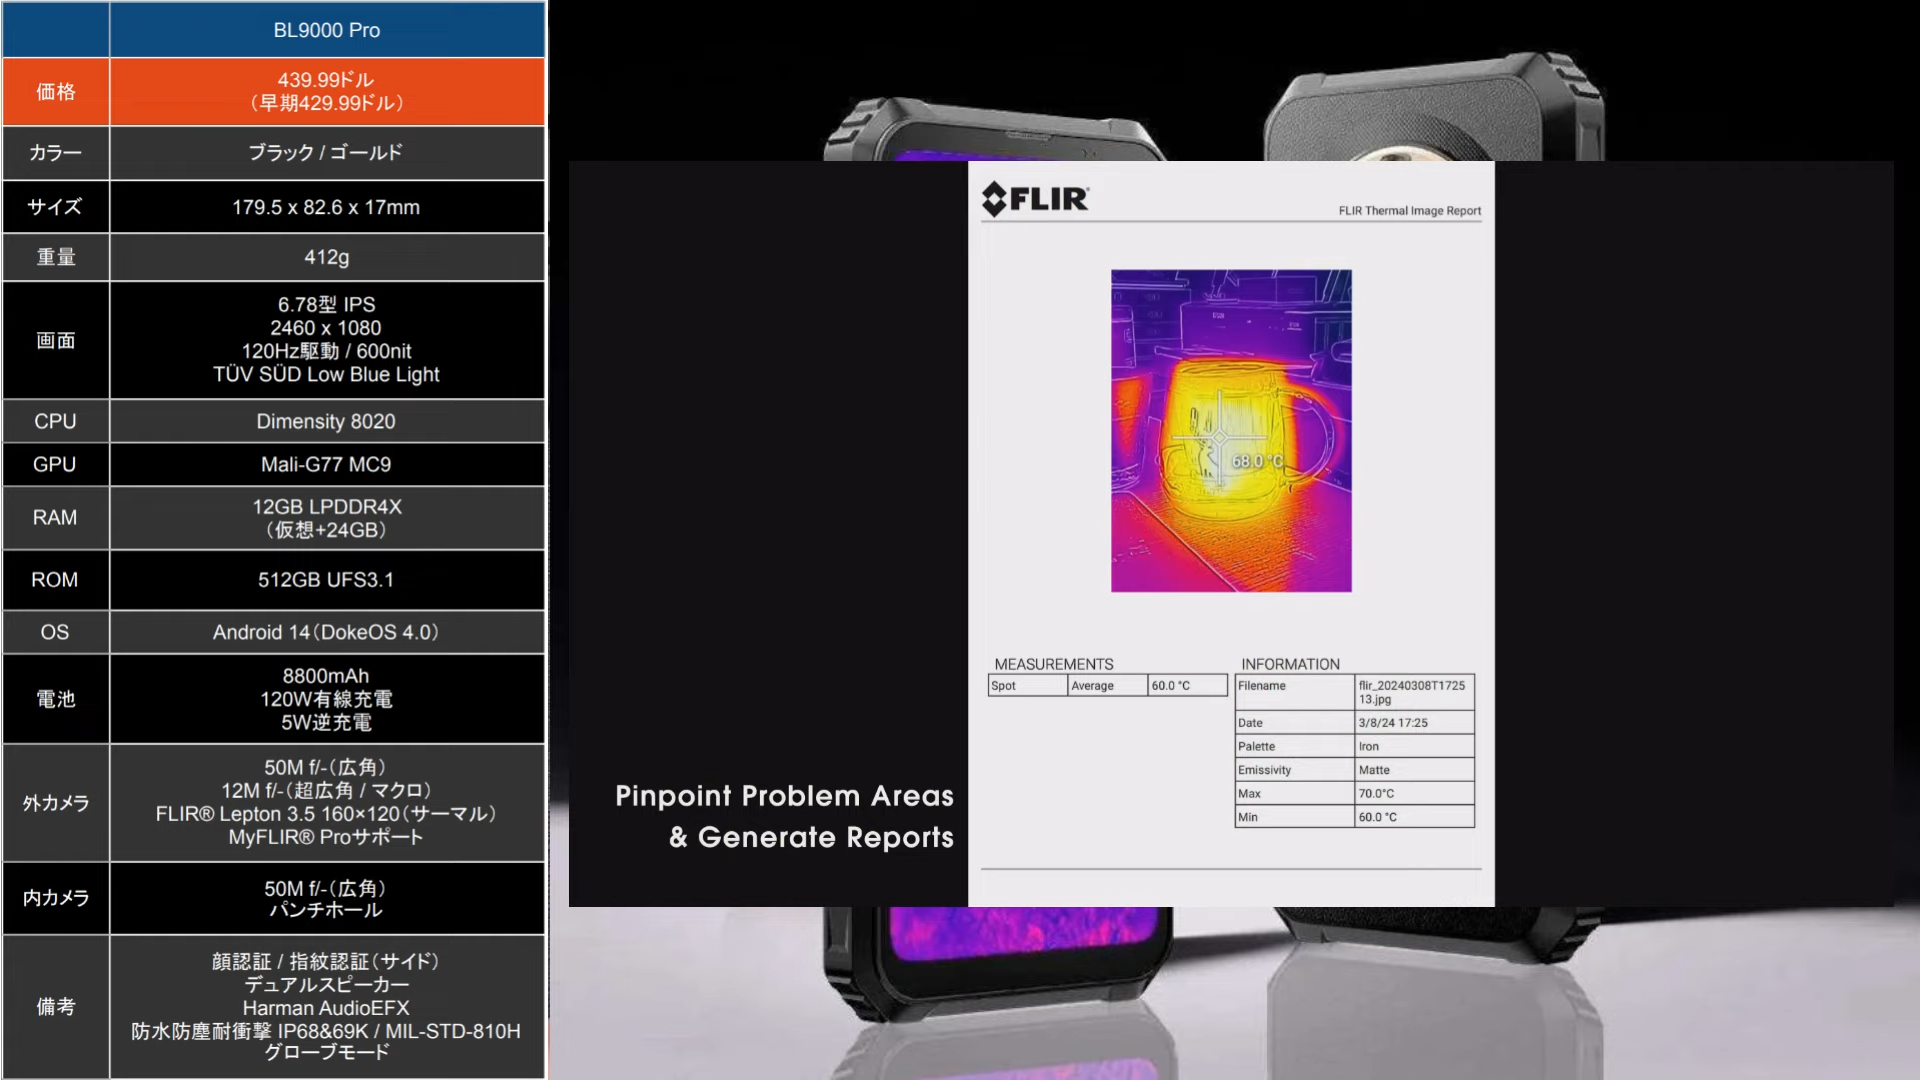 BL9000 Pro
価格
439.99ドル
（早期429.99ドル）
カラー
ブラック / ゴールド
サイズ
179.5 x 82.6 x 17mm
重量
412g
画面
6.78型 IPS
2460 x 1080
120Hz駆動 / 600nit
TÜV SÜD Low Blue Light
CPU
Dimensity 8020
GPU
Mali-G77 MC9
RAM
12GB LPDDR4X
（仮想+24GB）
ROM
512GB UFS3.1
OS
Android 14（DokeOS 4.0）
電池
8800mAh
120W有線充電
5W逆充電
外カメラ
50M f/-（広角）
12M f/-（超広角 / マクロ）
FLIR® Lepton 3.5 160×120（サーマル）
MyFLIR® Proサポート
内カメラ
50M f/-（広角）
パンチホール
備考
顔認証 / 指紋認証（サイド）
デュアルスピーカー
Harman AudioEFX
防水防塵耐衝撃 IP68&69K / MIL-STD-810H
グローブモード
Pinpoint Problem Areas
& Generate Reports
FLIR
FLIR Thermal Image Report
68.0 °C
MEASUREMENTS
Spot Average 60.0 °C
INFORMATION
Filename flir_20240308T1725
13.jpg
Date 3/8/24 17:25
Palette Iron
Emissivity Matte
Max 70.0°C
Min 60.0 °C